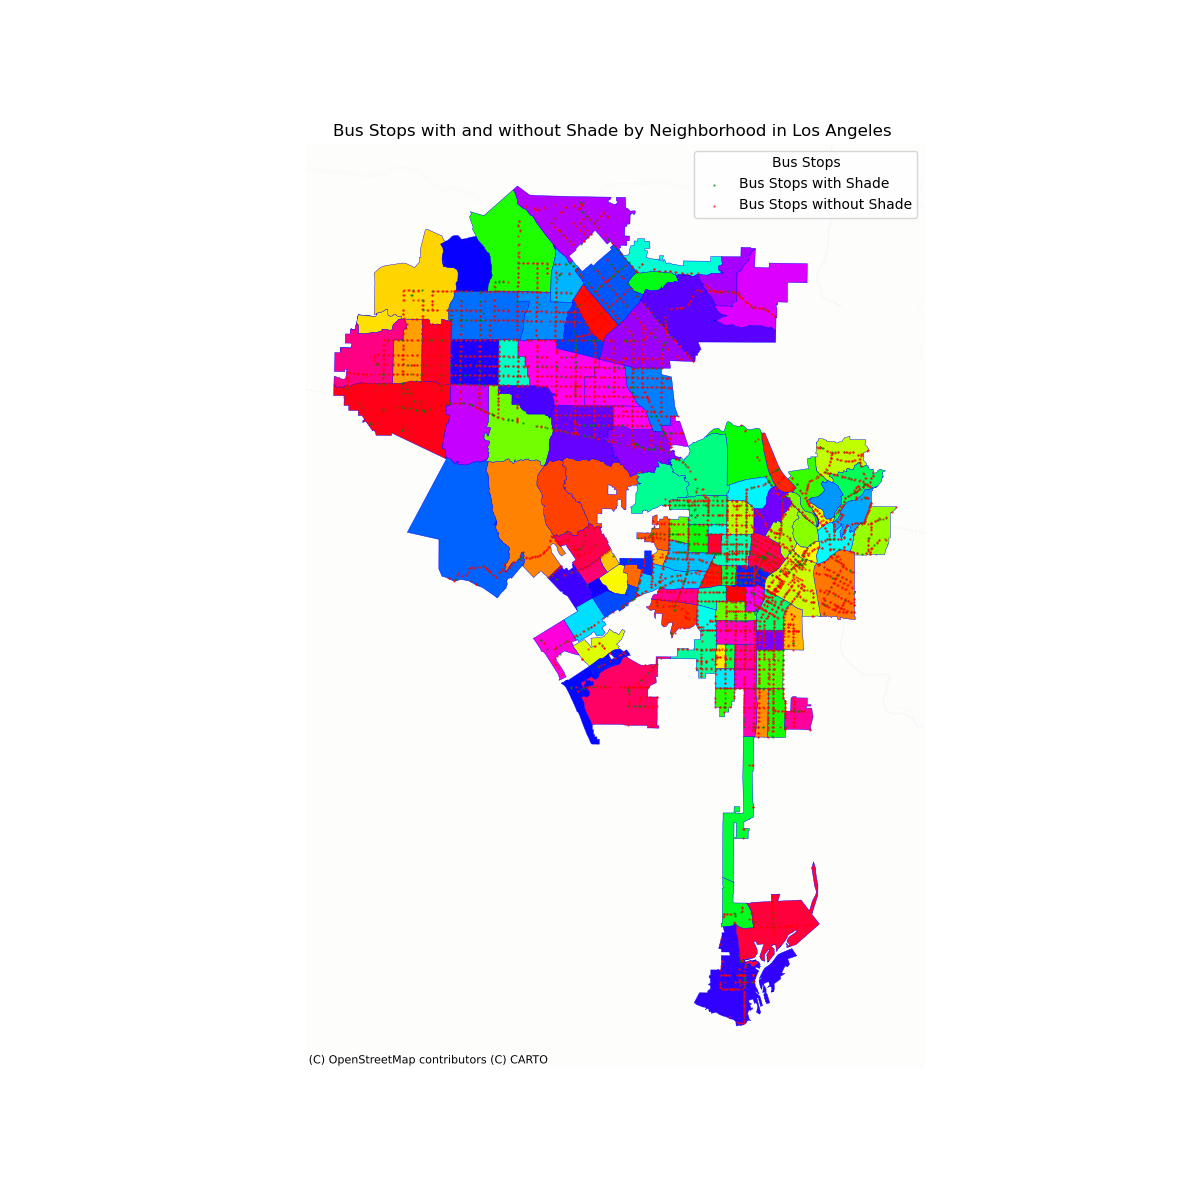 Bus Stops with and without Shade by Neighborhood in Los Angeles
Bus Stops
Bus Stops with Shade
Bus Stops without Shade
(C) OpenStreetMap contributors (C) CARTO